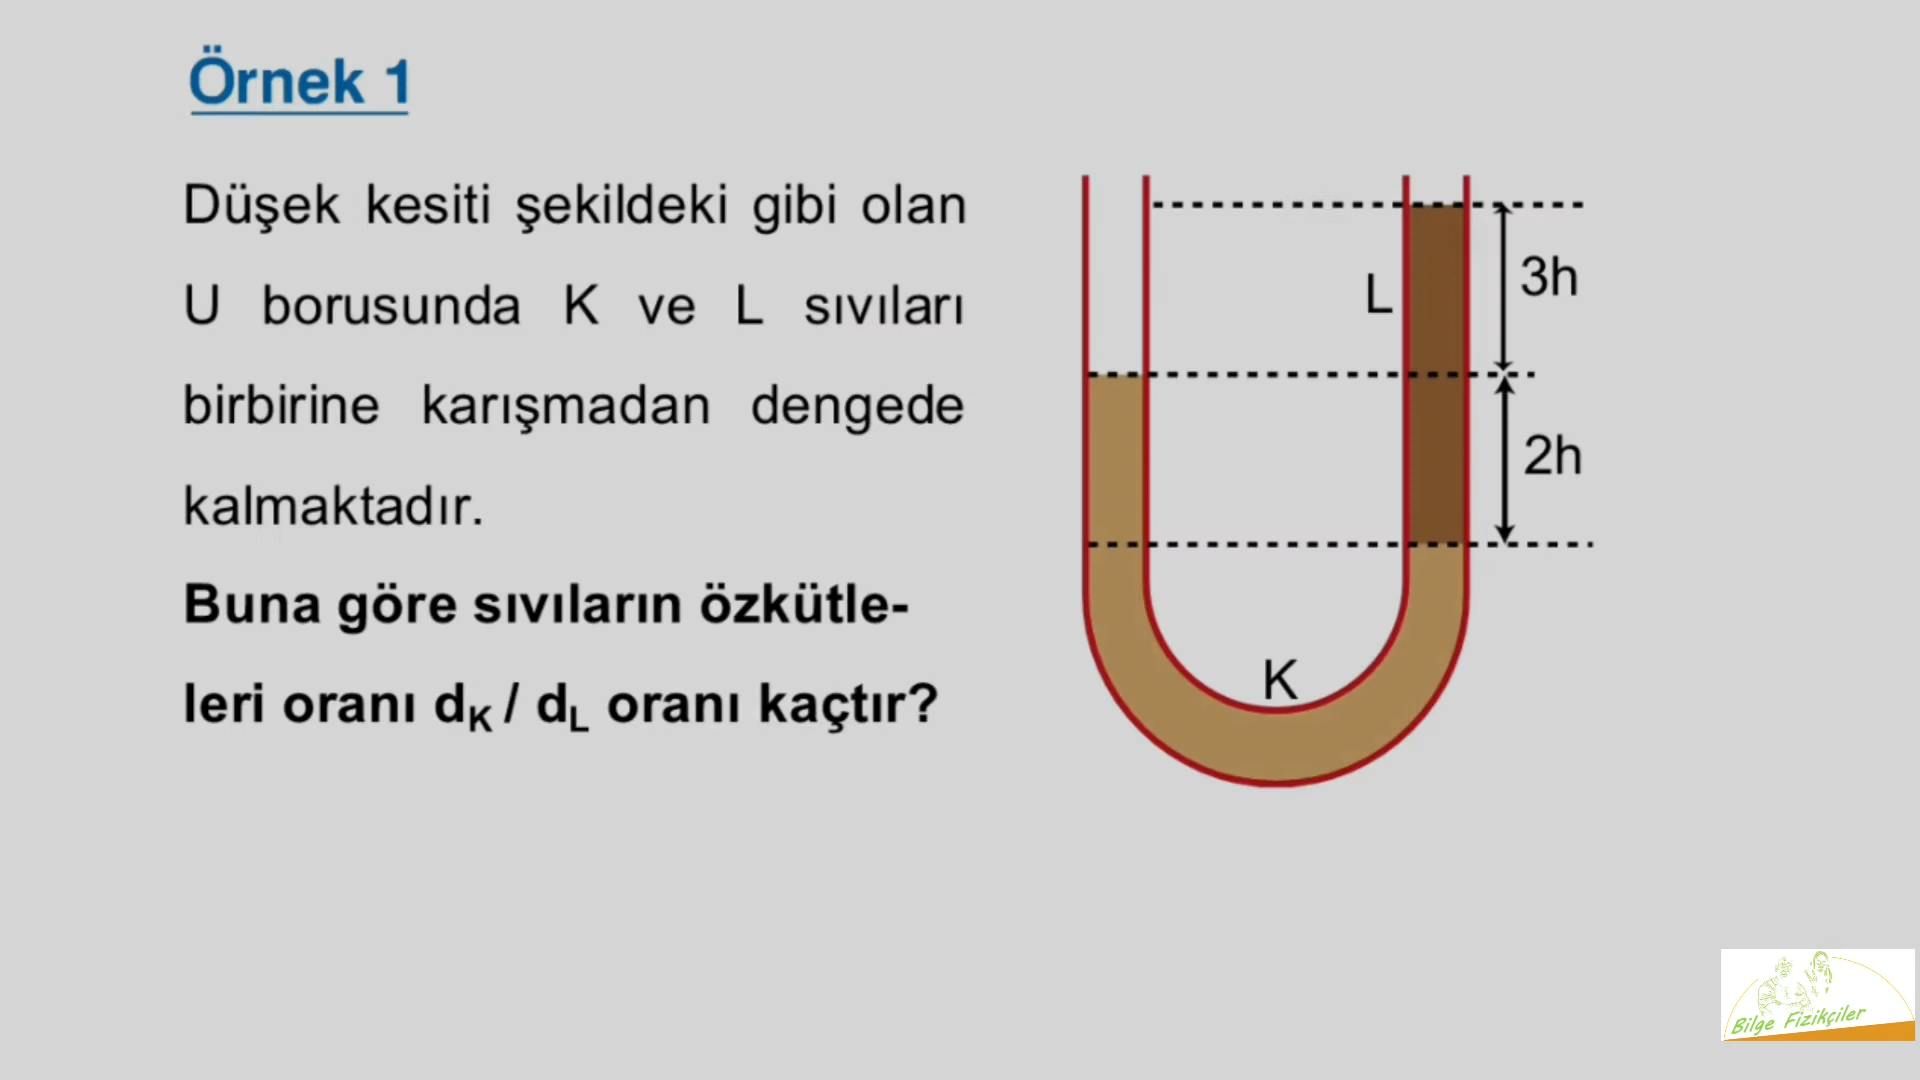 Örnek 1
Düşek kesiti şekildeki gibi olan
U borusunda K ve L sıvıları
birbirine karışmadan dengede
kalmaktadır.
Buna göre sıvıların özkütle-
leri oranı dK / dL oranı kaçtır?
L
3h
2h
K
Bilge Fizikçiler